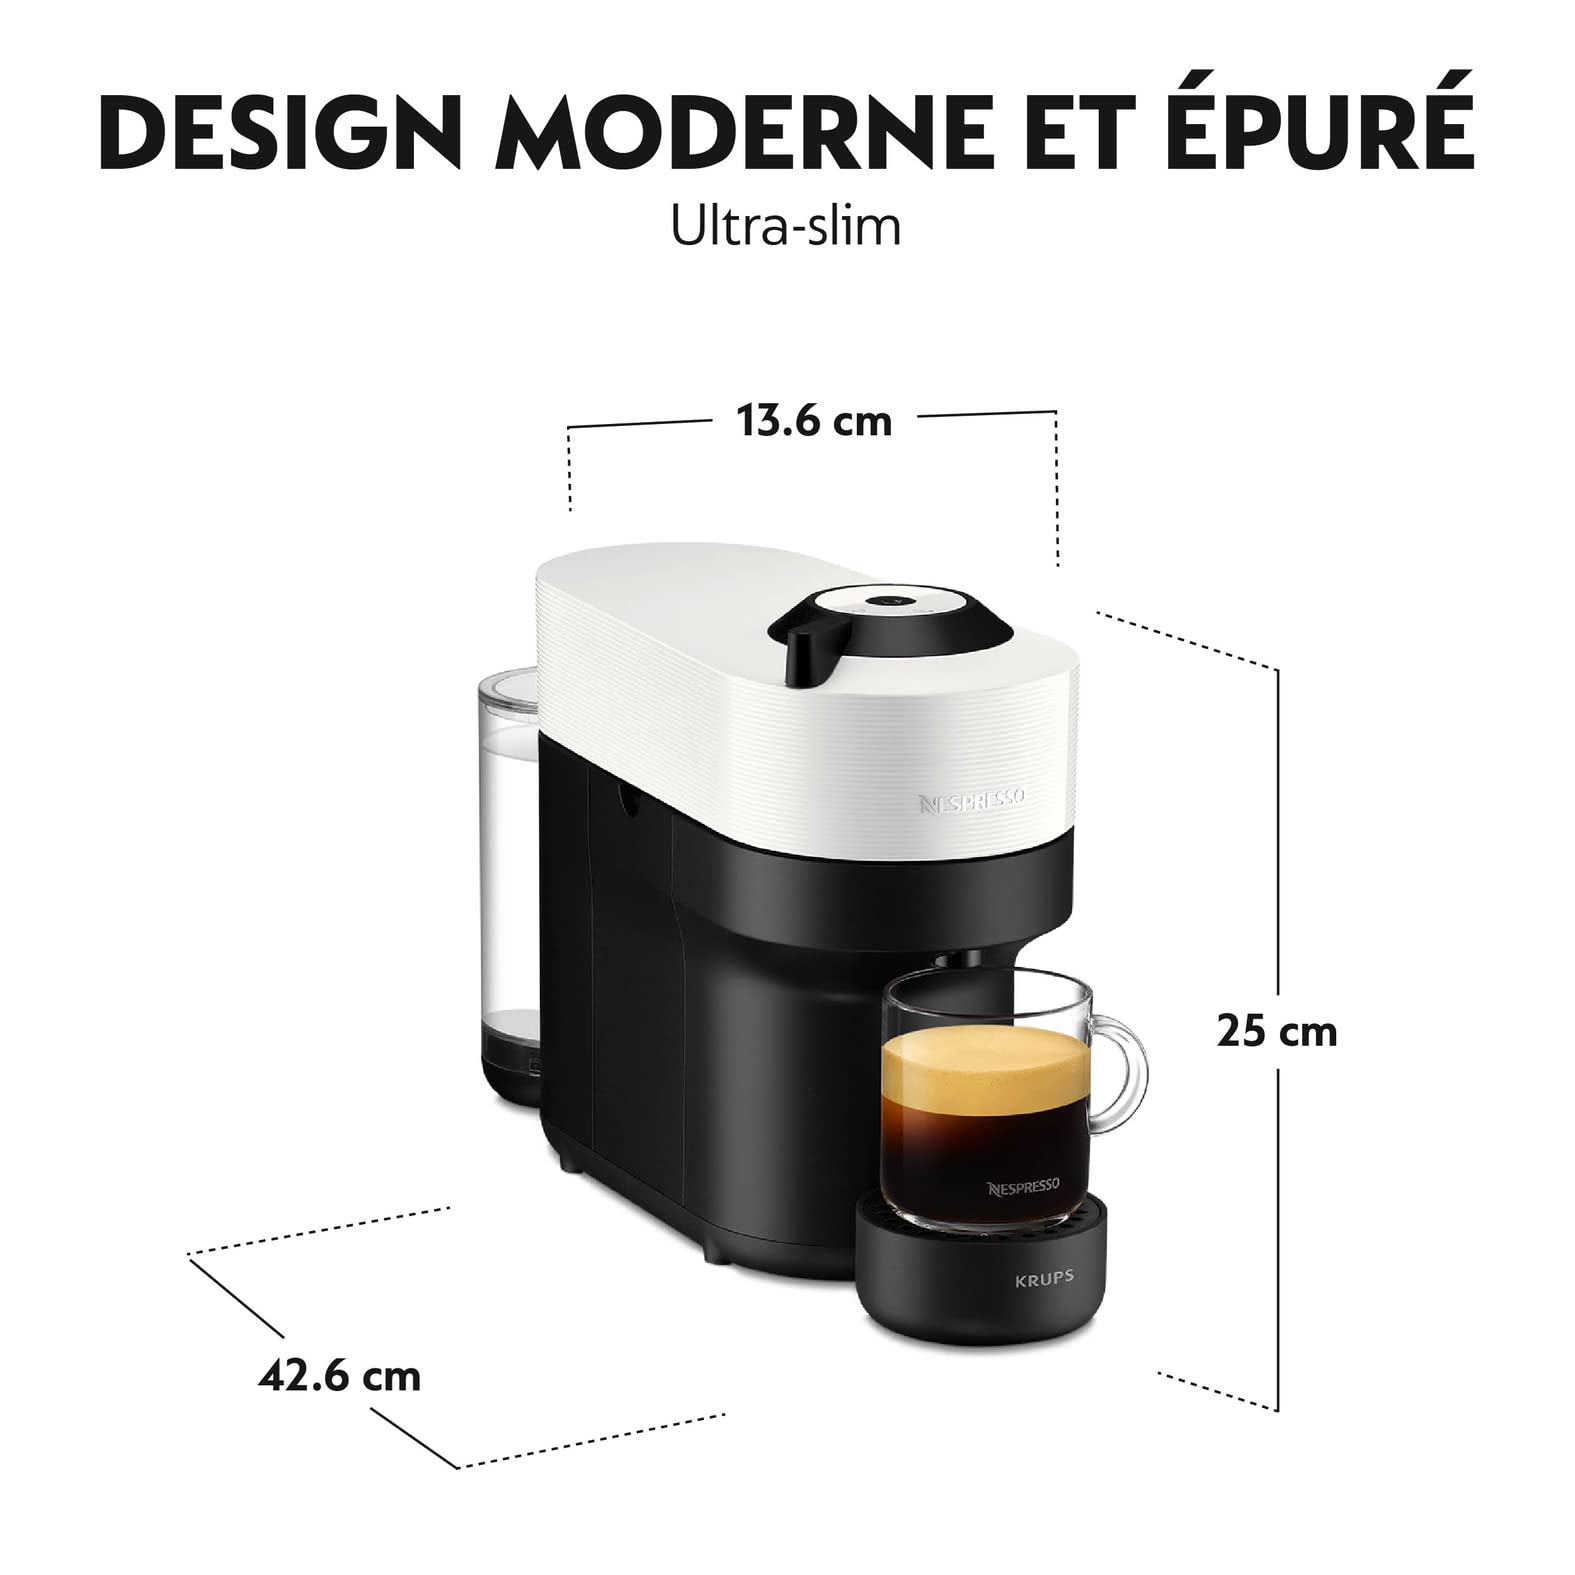 DESIGN MODERNE ET ÉPURÉ
Ultra-slim
13.6 cm
NESPRESSO
25 cm
NESPRESSO
KRUPS
42.6 cm